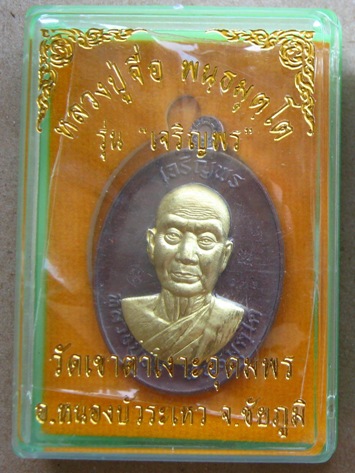 หลวงปู่จื่อ พนฺธมุตฺโต
รุ่น "เจริญพร"
เจริญพร
วัดเขาตาเงาะอุดมพร
อ.หนองบัวระเหว จ.ชัยภูมิ